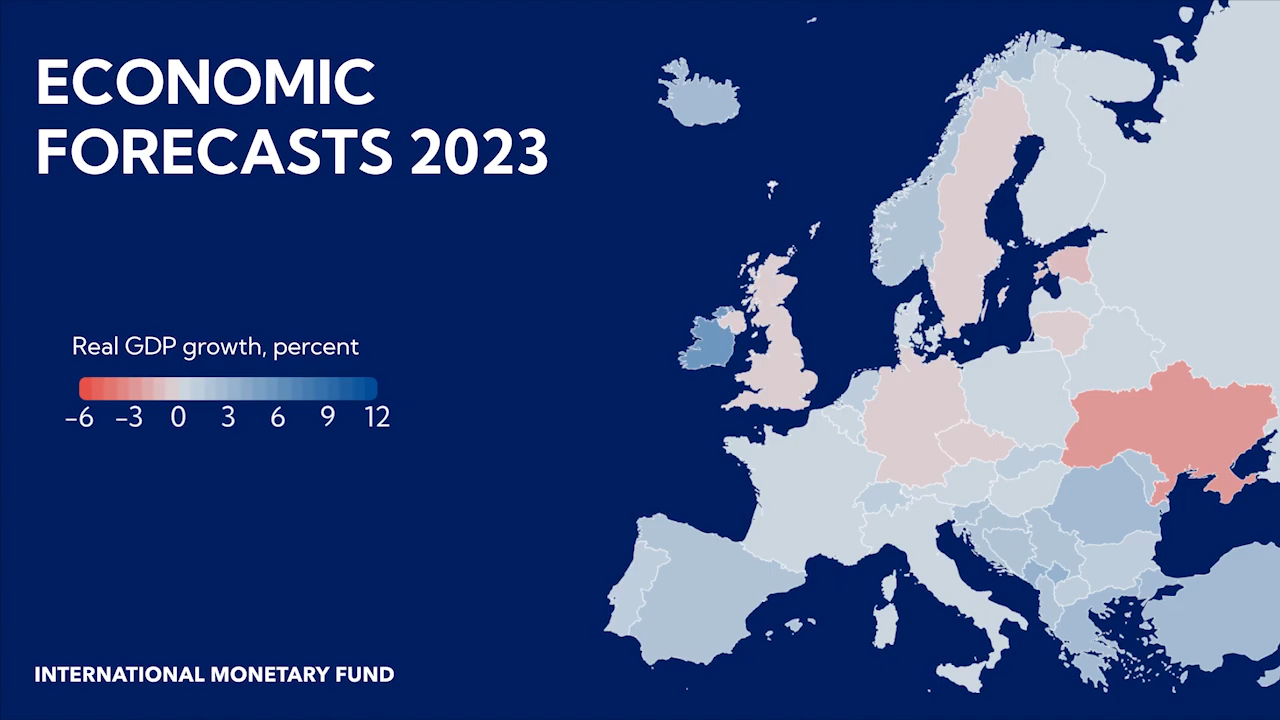 ECONOMIC
FORECASTS 2023
Real GDP growth, percent
−6 −3 0 3 6 9 12
INTERNATIONAL MONETARY FUND